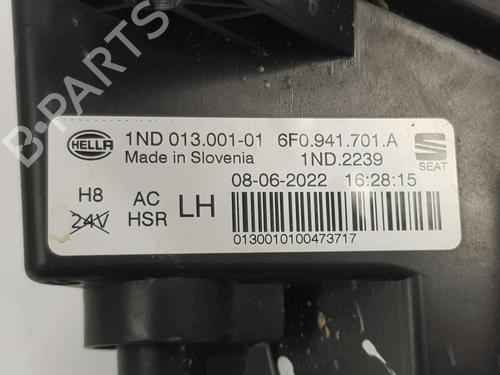 HELLA 1ND 013.001-01 6F0.941.701.A
Made in Slovenia 1ND.2239 SEAT
08-06-2022 16:28:15
H8 AC
24V HSR LH
0130010100473717